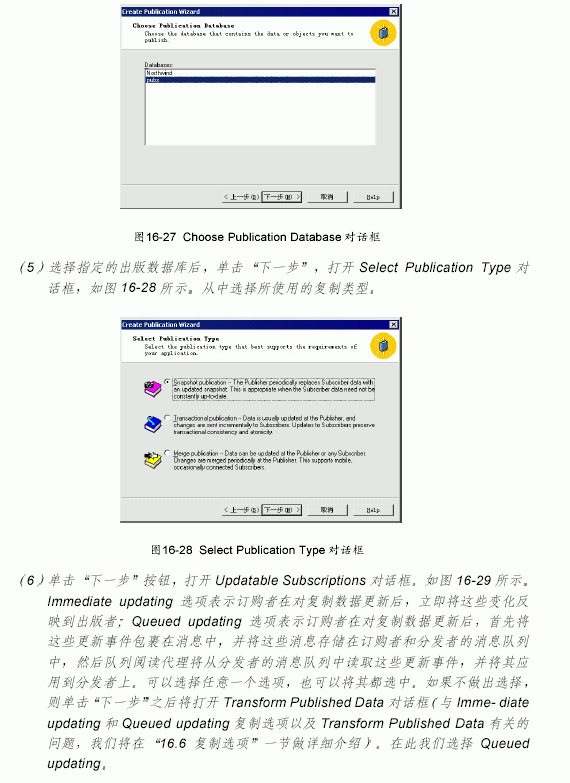 Create Publication Wizard
Choose Publication Database
Choose the database that contains the data or objects you want to
publish.
Databases:
Northwind
pubs
< 上一步(B) 下一步(N) > 取消 Help
图16-27 Choose Publication Database 对话框
（5）选择指定的出版数据库后，单击“下一步”，打开 Select Publication Type 对
话框，如图 16-28 所示。从中选择所使用的复制类型。
Create Publication Wizard
Select Publication Type
Select the publication type that best supports the requirements of
your application.
Snapshot publication -- The Publisher periodically replaces Subscriber data with
an updated snapshot. This is appropriate when the Subscriber data need not be
constantly up-to-date.
Transactional publication -- Data is usually updated at the Publisher, and
changes are sent incrementally to Subscribers. Updates to Subscribers preserve
transactional consistency and atomicity.
Merge publication -- Data can be updated at the Publisher or any Subscriber.
Changes are merged periodically at the Publisher. This supports mobile,
occasionally connected Subscribers.
< 上一步(B) 下一步(N) > 取消 Help
图16-28 Select Publication Type 对话框
（6）单击“下一步”按钮，打开 Updatable Subscriptions 对话框。如图 16-29 所示。
Immediate updating 选项表示订购者在对复制数据更新后，立即将这些变化反
映到出版者；Queued updating 选项表示订购者在对复制数据更新后，首先将
这些更新事件包裹在消息中，并将这些消息存储在订购者和分发者的消息队列
中，然后队列阅读代理将从分发者的消息队列中读取这些更新事件，并将其应
用到分发者上。可以选择任意一个选项，也可以将其都选中。如果不做出选择，
则单击“下一步”之后将打开 Transform Published Data 对话框（与 Imme- diate
updating 和 Queued updating 复制选项以及 Transform Published Data 有关的
问题，我们将在“16.6 复制选项”一节做详细介绍）。在此我们选择 Queued
updating。